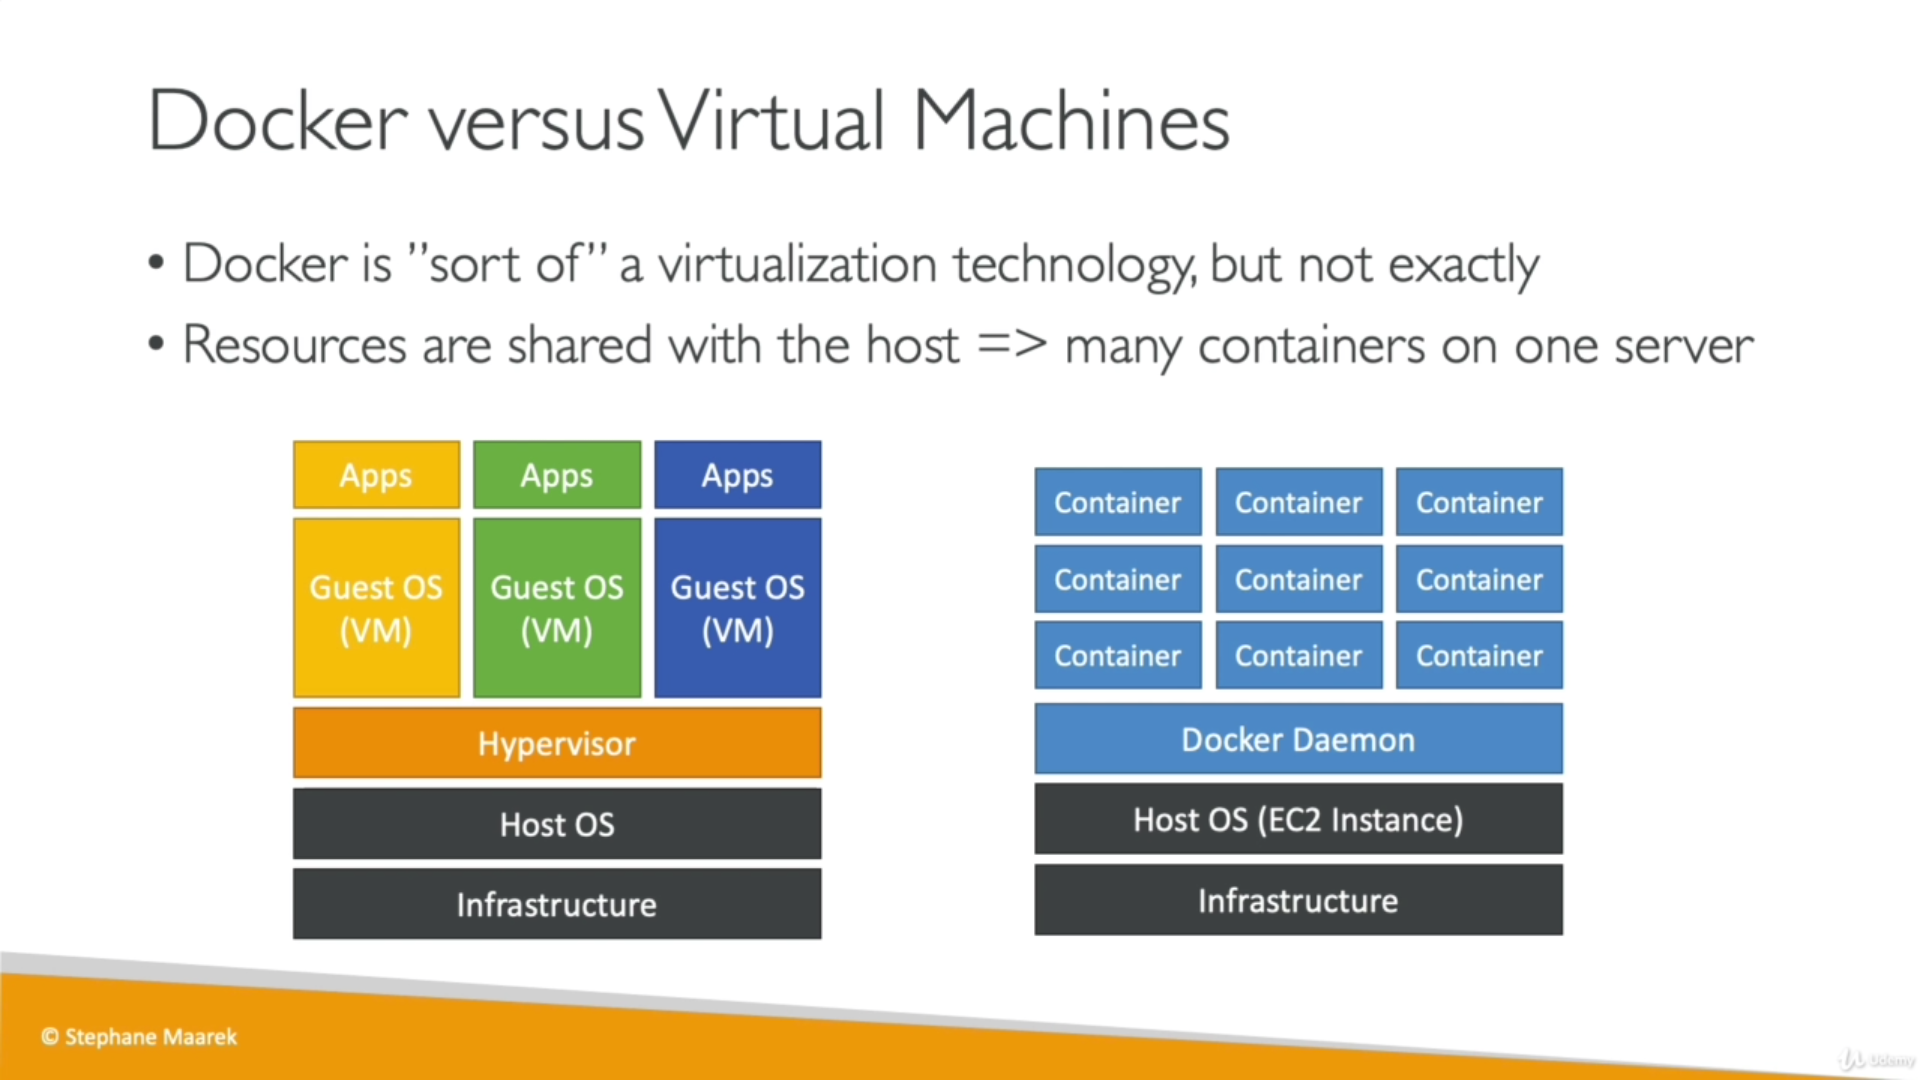 Docker versus Virtual Machines
• Docker is ”sort of” a virtualization technology, but not exactly
• Resources are shared with the host => many containers on one server
Apps Apps Apps
Guest OS (VM) Guest OS (VM) Guest OS (VM)
Hypervisor
Host OS
Infrastructure
Container Container Container
Container Container Container
Container Container Container
Docker Daemon
Host OS (EC2 Instance)
Infrastructure
© Stephane Maarek
Udemy